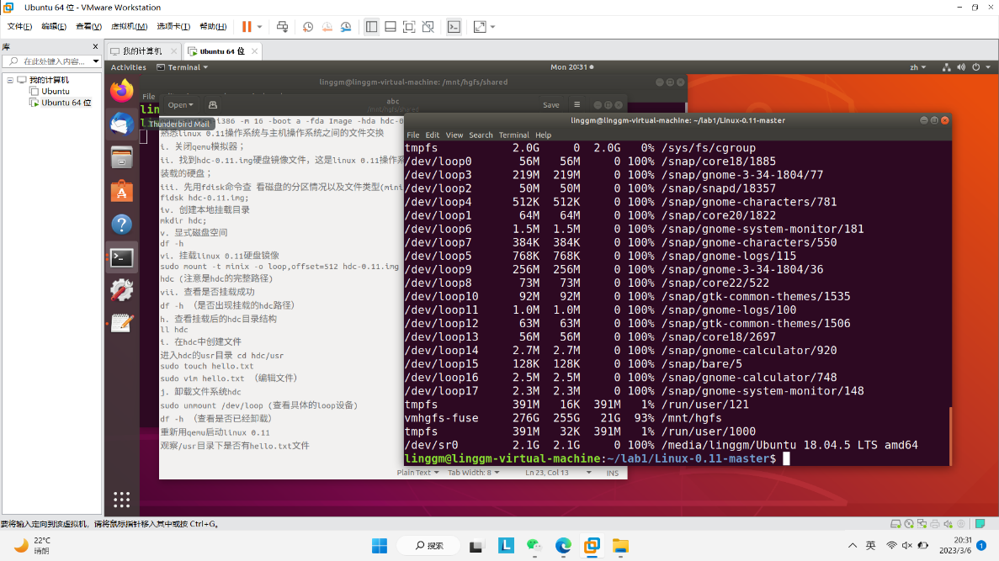 Ubuntu 64 位 - VMware Workstation
文件(F) 编辑(E) 查看(V) 虚拟机(M) 选项卡(T) 帮助(H)
库
在此处键入内容...
我的计算机
Ubuntu
Ubuntu 64 位
我的计算机
Ubuntu 64 位
Activities
Terminal
Mon 20:31
zh
linggm@linggm-virtual-machine: /mnt/hgfs/shared
File
lin
Thunderbird Mail
Open
abc
/mnt/hgfs/shared
Save
i386 -m 16 -boot a -fda Image -hda hdc-0
熟悉linux 0.11操作系统与主机操作系统之间的文件交换
i. 关闭qemu模拟器；
ii. 找到hdc-0.11.img硬盘镜像文件，这是linux 0.11操作系
装载的硬盘；
iii. 先用fdisk命令查 看磁盘的分区情况以及文件类型(mini
fidsk hdc-0.11.img;
iv. 创建本地挂载目录
mkdir hdc;
v. 显式磁盘空间
df -h
vi. 挂载linux 0.11硬盘镜像
sudo mount -t minix -o loop,offset=512 hdc-0.11.img
hdc (注意是hdc的完整路径)
vii. 查看是否挂载成功
df -h （是否出现挂载的hdc路径）
h. 查看挂载后的hdc目录结构
ll hdc
i. 在hdc中创建文件
进入hdc的usr目录 cd hdc/usr
sudo touch hello.txt
sudo vim hello.txt （编辑文件）
j. 卸载文件系统hdc
sudo unmount /dev/loop (查看具体的loop设备)
df -h （查看是否已经卸载）
重新用qemu启动linux 0.11
观察/usr目录下是否有hello.txt文件
Plain Text Tab Width: 8 Ln 23, Col 13 INS
linggm@linggm-virtual-machine: ~/lab1/Linux-0.11-master
File Edit View Search Terminal Help
tmpfs 2.0G 0 2.0G 0% /sys/fs/cgroup
/dev/loop0 56M 56M 0 100% /snap/core18/1885
/dev/loop3 219M 219M 0 100% /snap/gnome-3-34-1804/77
/dev/loop2 50M 50M 0 100% /snap/snapd/18357
/dev/loop4 512K 512K 0 100% /snap/gnome-characters/781
/dev/loop1 64M 64M 0 100% /snap/core20/1822
/dev/loop6 1.5M 1.5M 0 100% /snap/gnome-system-monitor/181
/dev/loop7 384K 384K 0 100% /snap/gnome-characters/550
/dev/loop5 768K 768K 0 100% /snap/gnome-logs/115
/dev/loop9 256M 256M 0 100% /snap/gnome-3-34-1804/36
/dev/loop8 73M 73M 0 100% /snap/core22/522
/dev/loop10 92M 92M 0 100% /snap/gtk-common-themes/1535
/dev/loop11 1.0M 1.0M 0 100% /snap/gnome-logs/100
/dev/loop12 63M 63M 0 100% /snap/gtk-common-themes/1506
/dev/loop13 56M 56M 0 100% /snap/core18/2697
/dev/loop14 2.7M 2.7M 0 100% /snap/gnome-calculator/920
/dev/loop15 128K 128K 0 100% /snap/bare/5
/dev/loop16 2.5M 2.5M 0 100% /snap/gnome-calculator/748
/dev/loop17 2.3M 2.3M 0 100% /snap/gnome-system-monitor/148
tmpfs 391M 16K 391M 1% /run/user/121
vmhgfs-fuse 276G 255G 21G 93% /mnt/hgfs
tmpfs 391M 32K 391M 1% /run/user/1000
/dev/sr0 2.1G 2.1G 0 100% /media/linggm/Ubuntu 18.04.5 LTS amd64
linggm@linggm-virtual-machine:~/lab1/Linux-0.11-master$
要将输入定向到该虚拟机，请将鼠标指针移入其中或按 Ctrl+G。
22°C
晴朗
搜索
英
20:31
2023/3/6
1